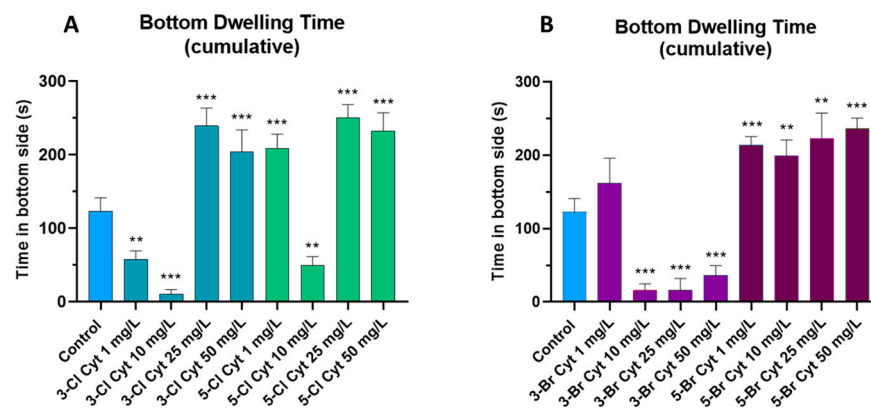 A
Bottom Dwelling Time
(cumulative)
Time in bottom side (s)
300
200
100
0
**
***
***
***
***
**
***
***
Control
3-Cl Cyt 1 mg/L
3-Cl Cyt 10 mg/L
3-Cl Cyt 25 mg/L
3-Cl Cyt 50 mg/L
5-Cl Cyt 1 mg/L
5-Cl Cyt 10 mg/L
5-Cl Cyt 25 mg/L
5-Cl Cyt 50 mg/L
B
Bottom Dwelling Time
(cumulative)
Time in bottom side (s)
300
200
100
0
***
***
***
***
**
**
***
Control
3-Br Cyt 1 mg/L
3-Br Cyt 10 mg/L
3-Br Cyt 25 mg/L
3-Br Cyt 50 mg/L
5-Br Cyt 1 mg/L
5-Br Cyt 10 mg/L
5-Br Cyt 25 mg/L
5-Br Cyt 50 mg/L